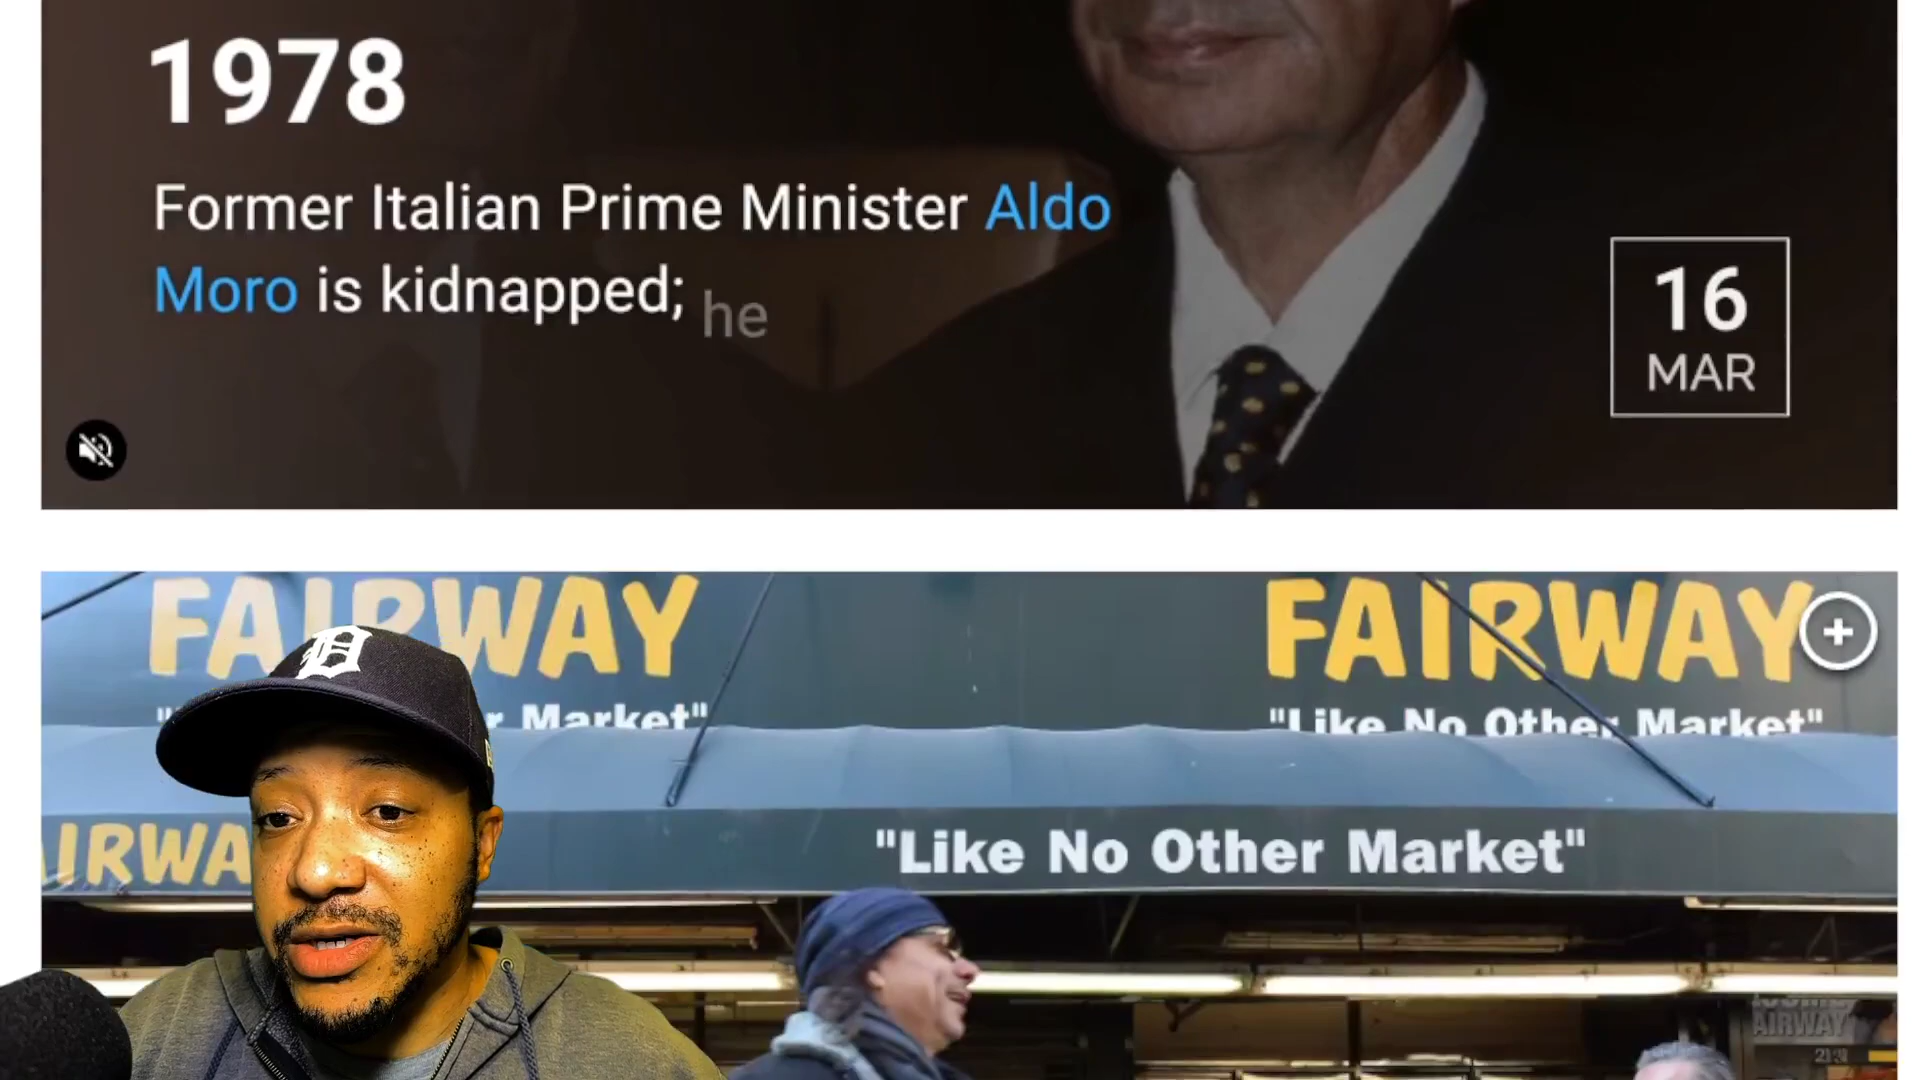 1978
Former Italian Prime Minister Aldo
Moro is kidnapped; he
16
MAR
FAIRWAY
FAIRWAY
r Market"
"Like No Other Market"
D
IRWA
"Like No Other Market"
AIRWAY